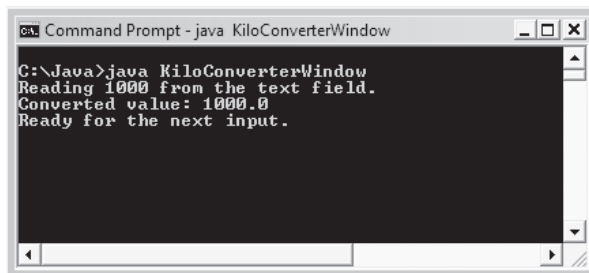 Command Prompt - java KiloConverterWindow
C:\Java>java KiloConverterWindow
Reading 1000 from the text field.
Converted value: 1000.0
Ready for the next input.